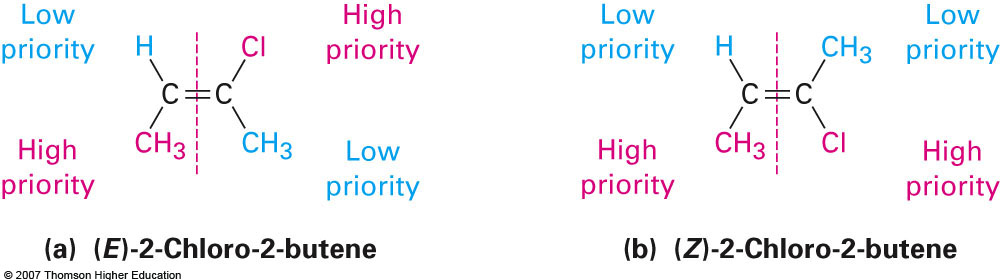 Low
priority
H
Cl
High
priority
C
C
High
priority
CH3
CH3
Low
priority
(a) (E)-2-Chloro-2-butene
Low
priority
H
CH3
Low
priority
C
C
High
priority
CH3
Cl
High
priority
(b) (Z)-2-Chloro-2-butene
© 2007 Thomson Higher Education